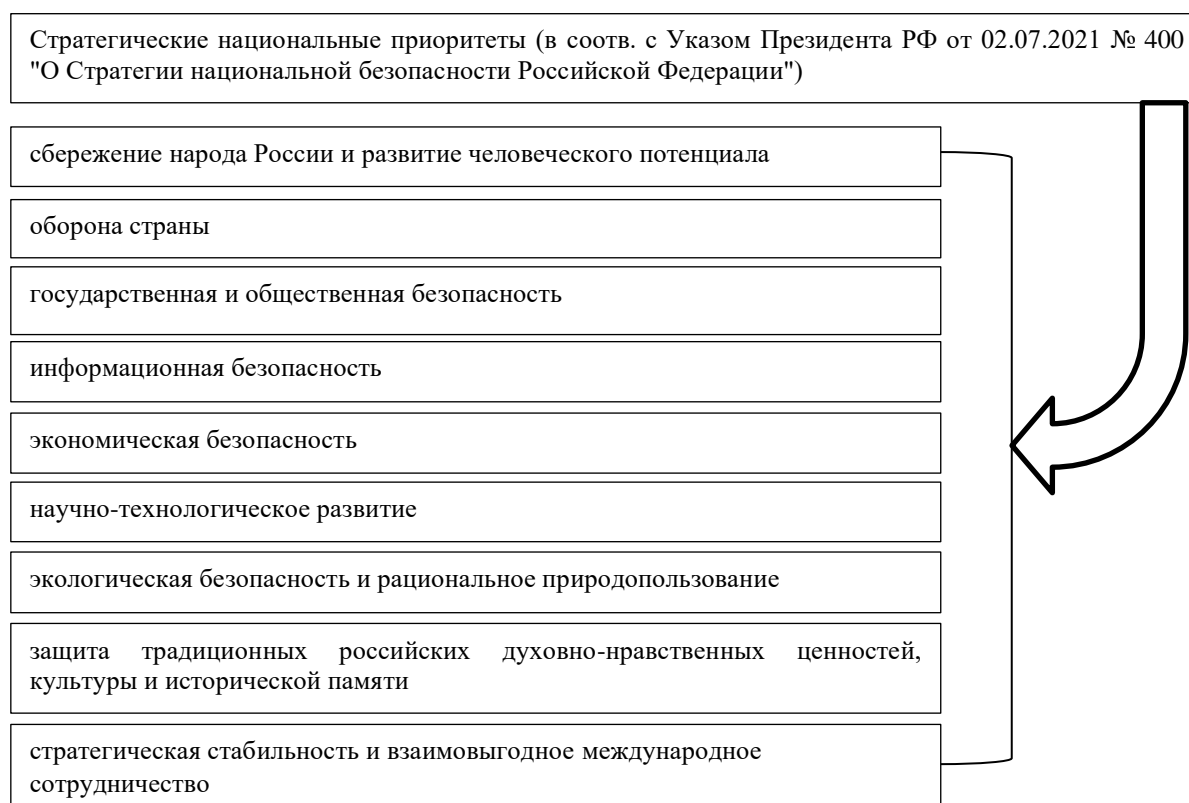 Стратегические национальные приоритеты (в соотв. с Указом Президента РФ от 02.07.2021 № 400
"О Стратегии национальной безопасности Российской Федерации")
сбережение народа России и развитие человеческого потенциала
оборона страны
государственная и общественная безопасность
информационная безопасность
экономическая безопасность
научно-технологическое развитие
экологическая безопасность и рациональное природопользование
защита традиционных российских духовно-нравственных ценностей,
культуры и исторической памяти
стратегическая стабильность и взаимовыгодное международное
сотрудничество